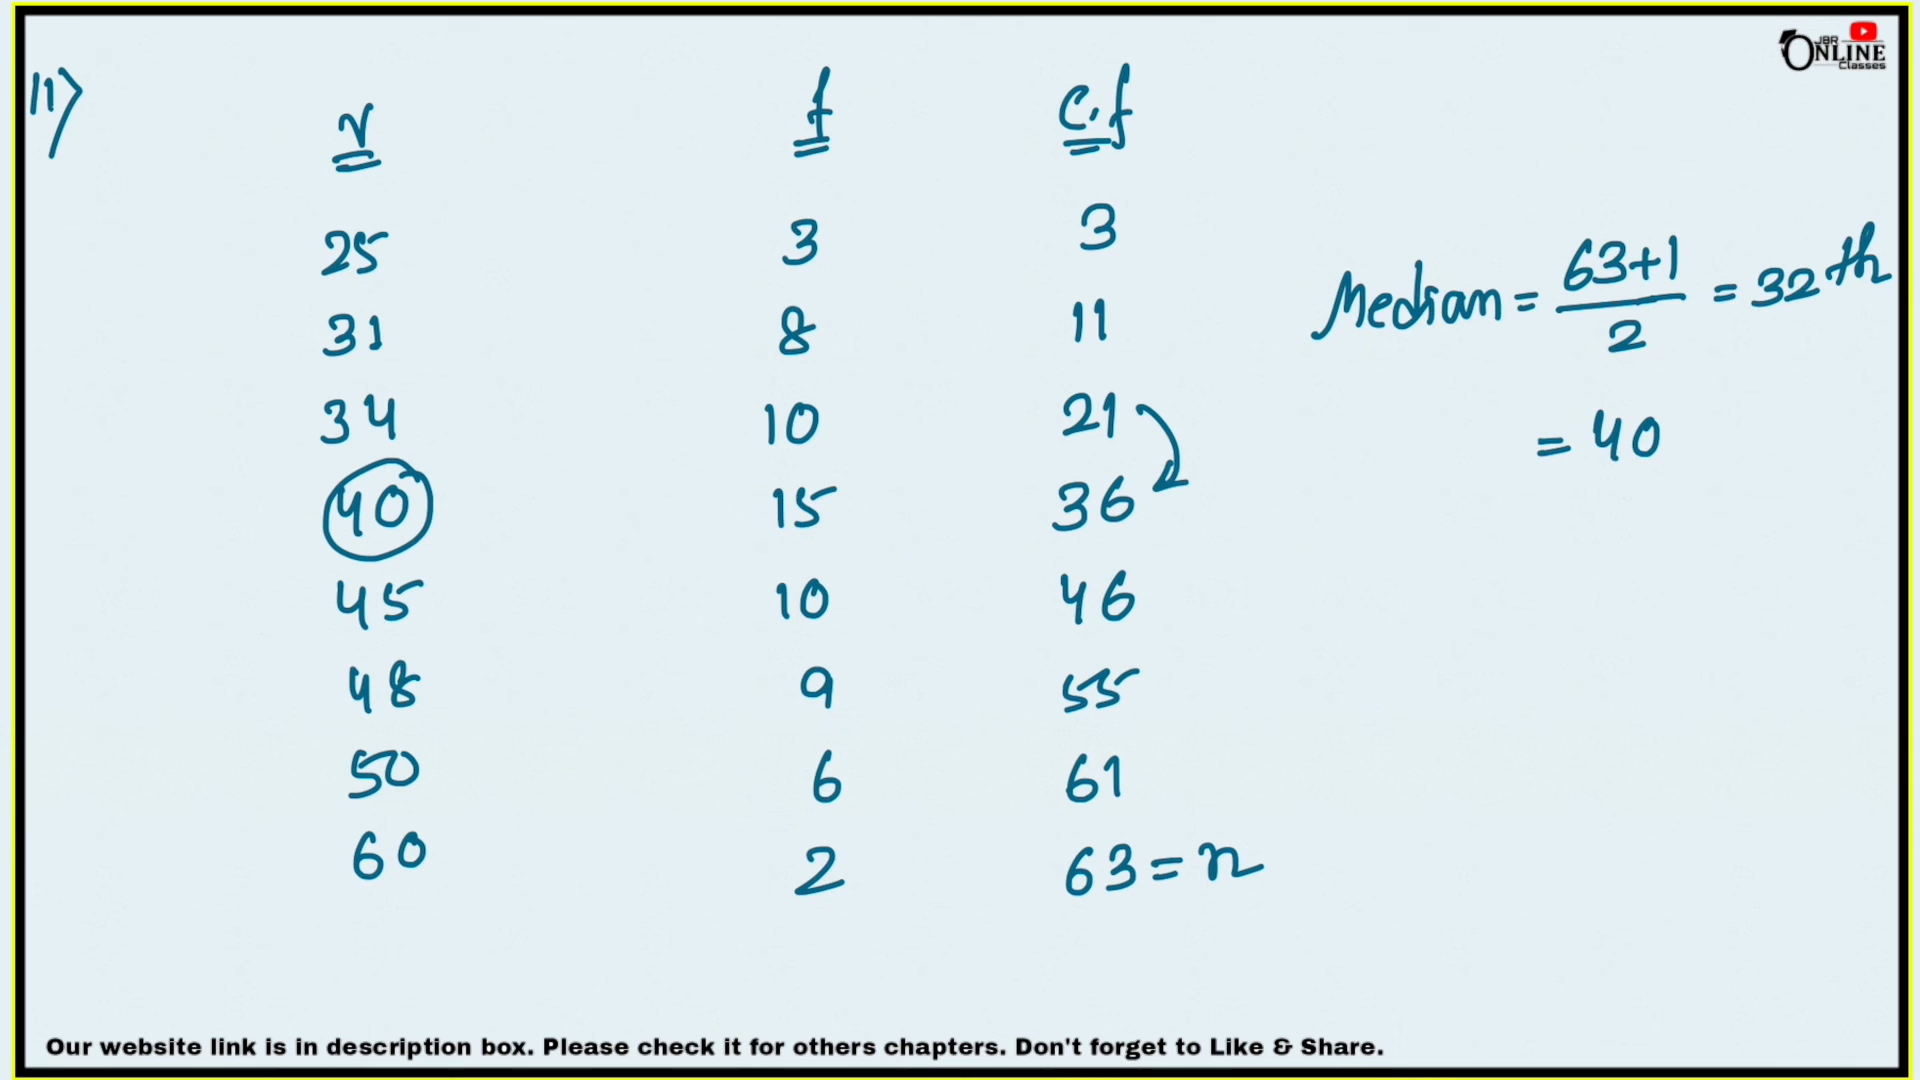 JBR
ONLINE
Classes
11)
x f c.f
25 3 3
31 8 11
34 10 21
40 15 36
45 10 46
48 9 55
50 6 61
60 2 63 = n
Median = 63+1/2 = 32th
= 40
Our website link is in description box. Please check it for others chapters. Don't forget to Like & Share.